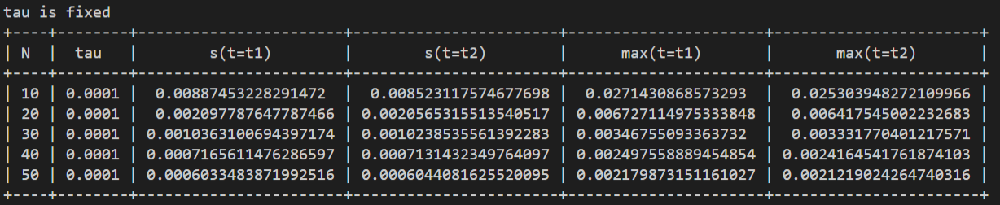 tau is fixed
+----+--------+-----------------------+-----------------------+----------------------+-----------------------+
| N | tau | s(t=t1) | s(t=t2) | max(t=t1) | max(t=t2) |
+----+--------+-----------------------+-----------------------+----------------------+-----------------------+
| 10 | 0.0001 | 0.00887453228291472 | 0.008523117574677698 | 0.0271430868573293 | 0.025303948272109966 |
| 20 | 0.0001 | 0.002097787647787466 | 0.0020565315513540517 | 0.006727114975333848 | 0.006417545002232683 |
| 30 | 0.0001 | 0.0010363100694397174 | 0.0010238535561392283 | 0.00346755093363732 | 0.0033317704012175​71 |
| 40 | 0.0001 | 0.0007165611476286597 | 0.0007131432349764097 | 0.002497558889454854 | 0.0024164541761874103 |
| 50 | 0.0001 | 0.0006033483871992516 | 0.0006044081625520095 | 0.002179873151161027 | 0.0021219024264740316 |
+----+--------+-----------------------+-----------------------+----------------------+-----------------------+